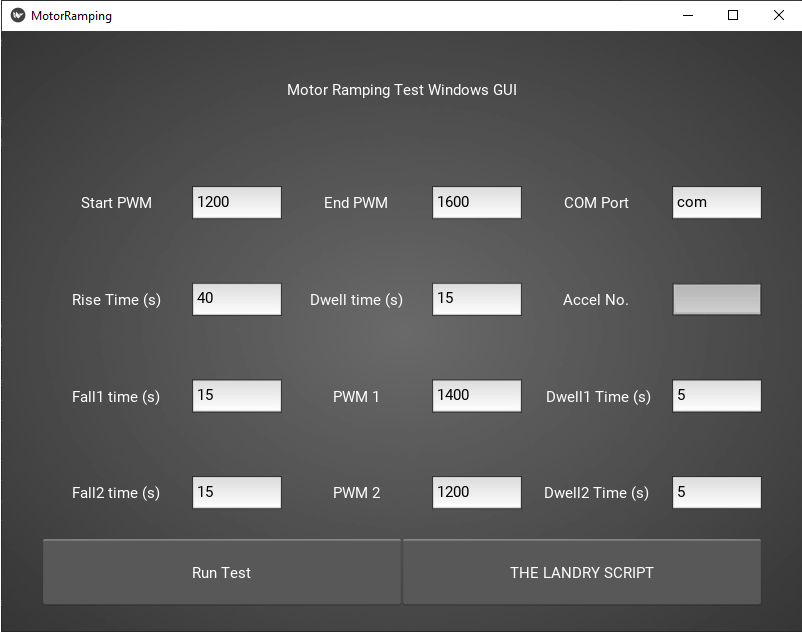 MotorRamping
Motor Ramping Test Windows GUI
Start PWM 1200 End PWM 1600 COM Port com
Rise Time (s) 40 Dwell time (s) 15 Accel No.
Fall1 time (s) 15 PWM 1 1400 Dwell1 Time (s) 5
Fall2 time (s) 15 PWM 2 1200 Dwell2 Time (s) 5
Run Test THE LANDRY SCRIPT